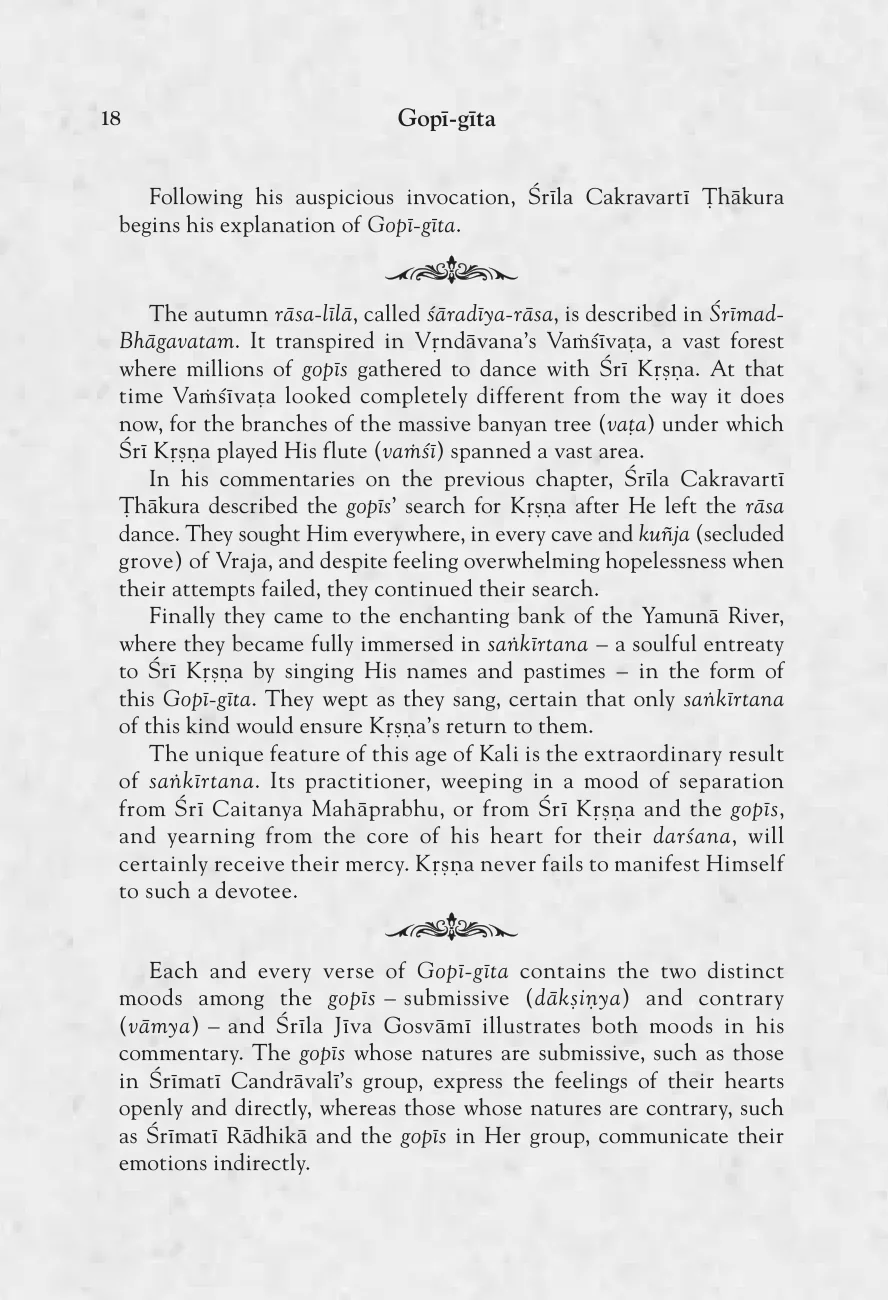 18
Gopī-gīta
Following his auspicious invocation, Śrīla Cakravartī Ṭhākura
begins his explanation of Gopī-gīta.
The autumn rāsa-līlā, called śāradīya-rāsa, is described in Śrīmad-
Bhāgavatam. It transpired in Vṛndāvana’s Vaṁśīvaṭa, a vast forest
where millions of gopīs gathered to dance with Śrī Kṛṣṇa. At that
time Vaṁśīvaṭa looked completely different from the way it does
now, for the branches of the massive banyan tree (vaṭa) under which
Śrī Kṛṣṇa played His flute (vaṁśī) spanned a vast area.
In his commentaries on the previous chapter, Śrīla Cakravartī
Ṭhākura described the gopīs’ search for Kṛṣṇa after He left the rāsa
dance. They sought Him everywhere, in every cave and kuñja (secluded
grove) of Vraja, and despite feeling overwhelming hopelessness when
their attempts failed, they continued their search.
Finally they came to the enchanting bank of the Yamunā River,
where they became fully immersed in saṅkīrtana – a soulful entreaty
to Śrī Kṛṣṇa by singing His names and pastimes – in the form of
this Gopī-gīta. They wept as they sang, certain that only saṅkīrtana
of this kind would ensure Kṛṣṇa’s return to them.
The unique feature of this age of Kali is the extraordinary result
of saṅkīrtana. Its practitioner, weeping in a mood of separation
from Śrī Caitanya Mahāprabhu, or from Śrī Kṛṣṇa and the gopīs,
and yearning from the core of his heart for their darśana, will
certainly receive their mercy. Kṛṣṇa never fails to manifest Himself
to such a devotee.
Each and every verse of Gopī-gīta contains the two distinct
moods among the gopīs – submissive (dākṣiṇya) and contrary
(vāmya) – and Śrīla Jīva Gosvāmī illustrates both moods in his
commentary. The gopīs whose natures are submissive, such as those
in Śrīmatī Candrāvalī’s group, express the feelings of their hearts
openly and directly, whereas those whose natures are contrary, such
as Śrīmatī Rādhikā and the gopīs in Her group, communicate their
emotions indirectly.